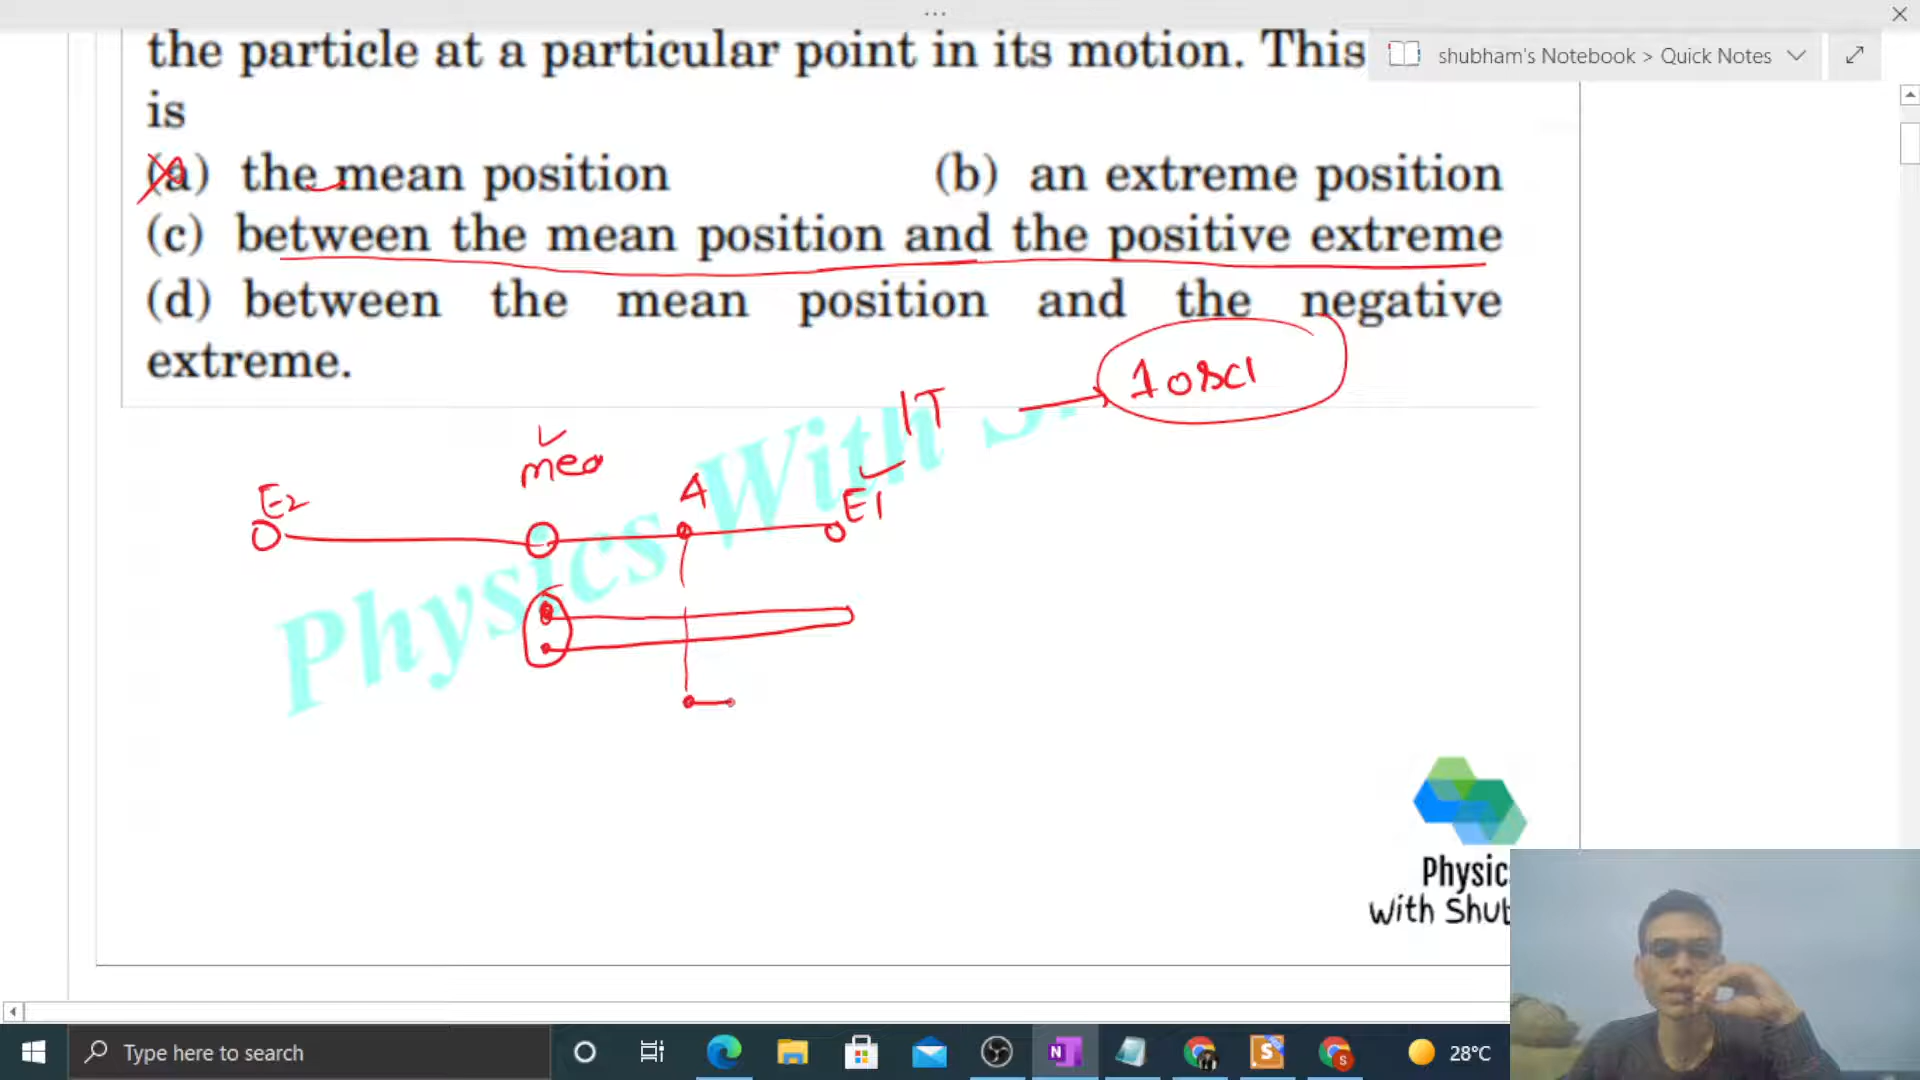 ...
shubham's Notebook > Quick Notes
the particle at a particular point in its motion. This
is
(a) the mean position (b) an extreme position
(c) between the mean position and the positive extreme
(d) between the mean position and the negative
extreme.
1T 1 osci
mea
E2 A E1
Physics With S
Physic
With Shub
Type here to search 28°C